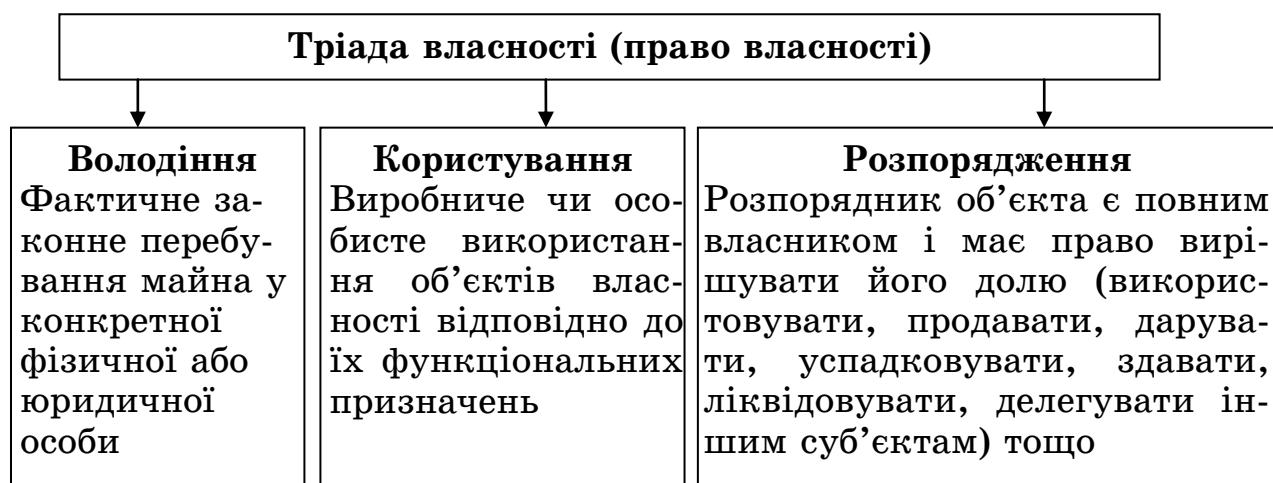 Тріада власності (право власності)
Володіння
Фактичне за-
конне перебу-
вання майна у
конкретної
фізичної або
юридичної
особи
Користування
Виробниче чи осо-
бисте використан-
ня об’єктів влас-
ності відповідно до
їх функціональних
призначень
Розпорядження
Розпорядник об’єкта є повним
власником і має право вирі-
шувати його долю (викорис-
товувати, продавати, дарува-
ти, успадковувати, здавати,
ліквідовувати, делегувати ін-
шим суб’єктам) тощо